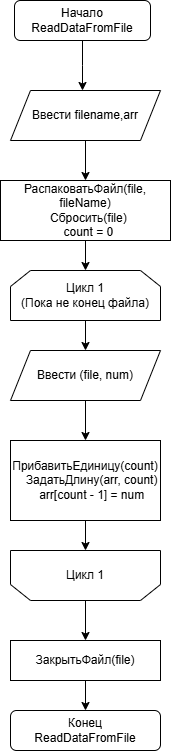 Начало
ReadDataFromFile
Ввести filename,arr
РаспаковатьФайл(file,
fileName)
Сбросить(file)
count = 0
Цикл 1
(Пока не конец файла)
Ввести (file, num)
ПрибавитьЕдиницу(count)
ЗадатьДлину(arr, count)
arr[count - 1] = num
Цикл 1
ЗакрытьФайл(file)
Конец
ReadDataFromFile